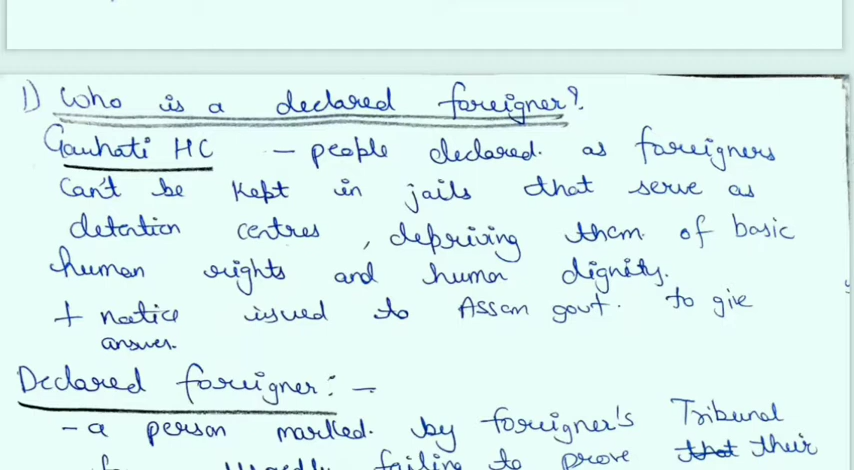 1) Who is a declared foreigner?
Gauhati HC - people declared. as foreigners
can't be kept in jails that serve as
detention centres, depriving them of basic
human rights and human dignity.
+ notice issued to Assam govt. to give
answer.
Declared foreigner: -
- a person marked by foreigner's Tribunal
failing to prove that their